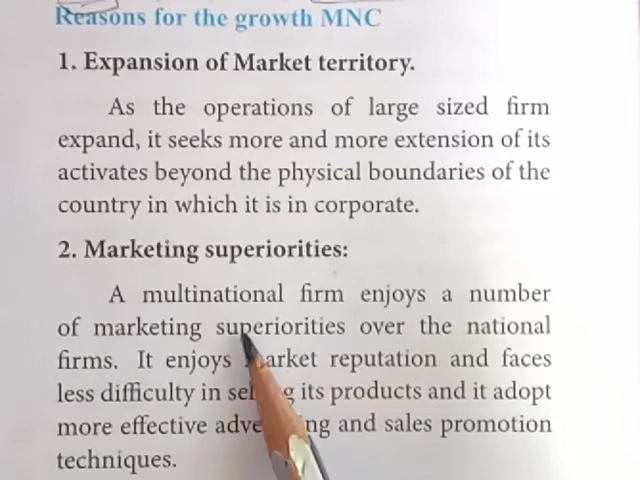 Reasons for the growth MNC
1. Expansion of Market territory.
As the operations of large sized firm
expand, it seeks more and more extension of its
activates beyond the physical boundaries of the
country in which it is in corporate.
2. Marketing superiorities:
A multinational firm enjoys a number
of marketing superiorities over the national
firms. It enjoys market reputation and faces
less difficulty in selling its products and it adopt
more effective advertising and sales promotion
techniques.